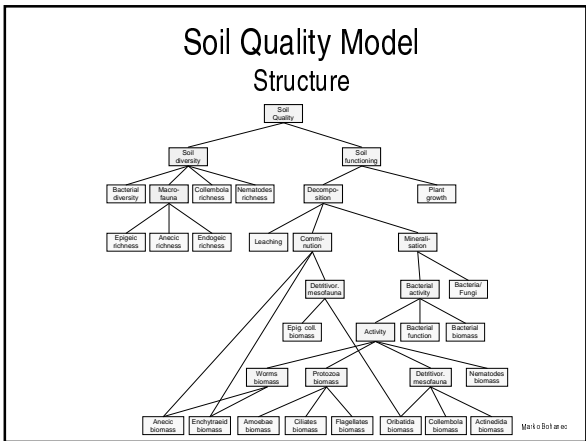 Soil Quality Model
Structure
Soil
Quality
Soil
diversity
Soil
functioning
Bacterial
diversity
Macro-
fauna
Collembola
richness
Nematodes
richness
Decompo-
sition
Plant
growth
Epigeic
richness
Anecic
richness
Endogeic
richness
Leaching
Commi-
nution
Minerali-
sation
Detritivor.
mesofauna
Bacterial
activity
Bacteria/
Fungi
Epig. coll.
biomass
Activity
Bacterial
function
Bacterial
biomass
Worms
biomass
Protozoa
biomass
Detritivor.
mesofauna
Nematodes
biomass
Anecic
biomass
Enchytraeid
biomass
Amoebae
biomass
Ciliates
biomass
Flagellates
biomass
Oribatida
biomass
Collembola
biomass
Actinedida
biomass
Marko Bohanec